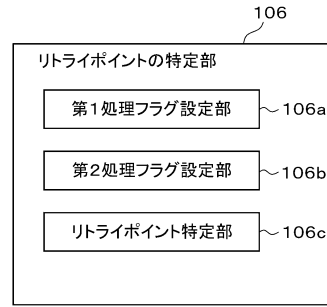 106
リトライポイントの特定部
第1処理フラグ設定部 106a
第2処理フラグ設定部 106b
リトライポイント特定部 106c